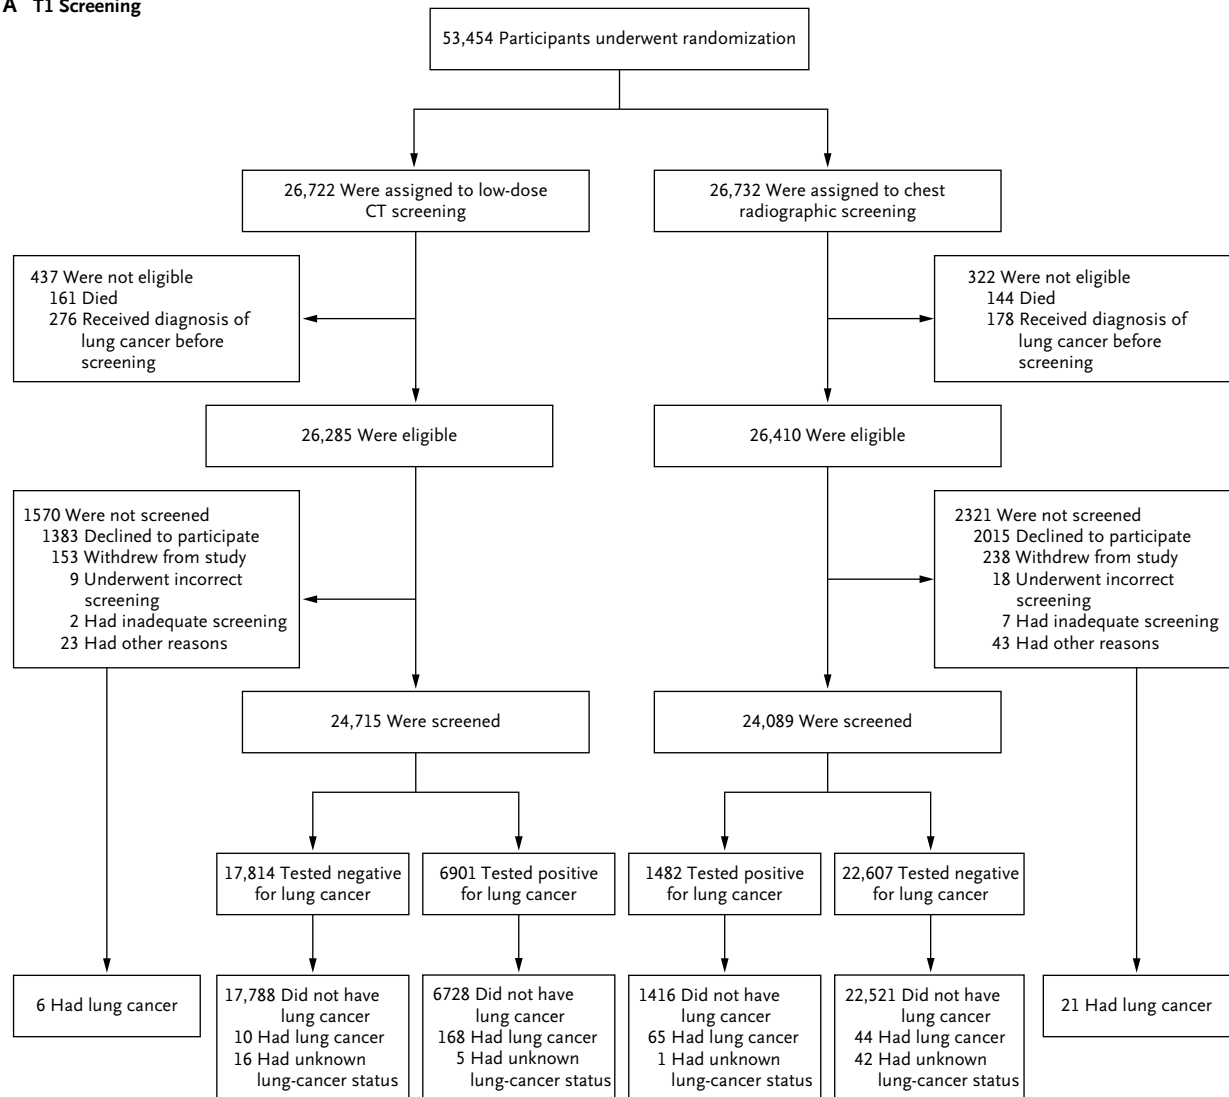 A T1 Screening
53,454 Participants underwent randomization
26,722 Were assigned to low-dose
CT screening
26,732 Were assigned to chest
radiographic screening
437 Were not eligible
161 Died
276 Received diagnosis of
lung cancer before
screening
322 Were not eligible
144 Died
178 Received diagnosis of
lung cancer before
screening
26,285 Were eligible
26,410 Were eligible
1570 Were not screened
1383 Declined to participate
153 Withdrew from study
9 Underwent incorrect
screening
2 Had inadequate screening
23 Had other reasons
2321 Were not screened
2015 Declined to participate
238 Withdrew from study
18 Underwent incorrect
screening
7 Had inadequate screening
43 Had other reasons
24,715 Were screened
24,089 Were screened
17,814 Tested negative
for lung cancer
6901 Tested positive
for lung cancer
1482 Tested positive
for lung cancer
22,607 Tested negative
for lung cancer
6 Had lung cancer
17,788 Did not have
lung cancer
10 Had lung cancer
16 Had unknown
lung-cancer status
6728 Did not have
lung cancer
168 Had lung cancer
5 Had unknown
lung-cancer status
1416 Did not have
lung cancer
65 Had lung cancer
1 Had unknown
lung-cancer status
22,521 Did not have
lung cancer
44 Had lung cancer
42 Had unknown
lung-cancer status
21 Had lung cancer